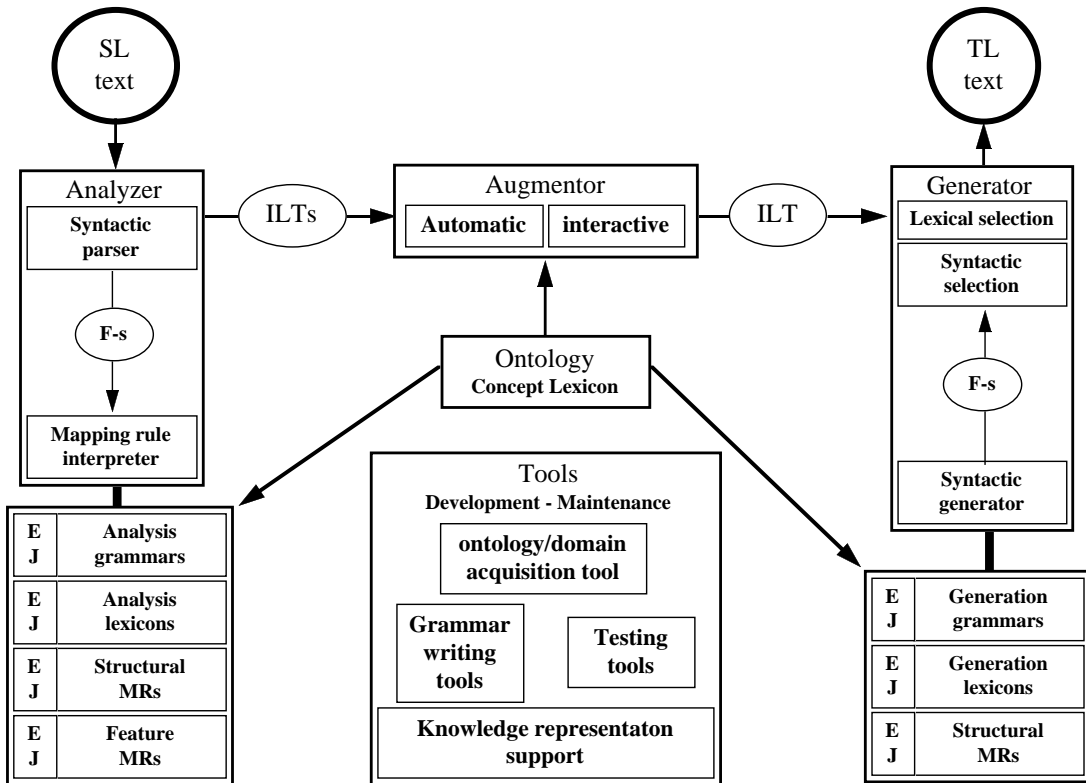 SL
text
TL
text
Analyzer
Syntactic
parser
F-s
Mapping rule
interpreter
E
J
Analysis
grammars
E
J
Analysis
lexicons
E
J
Structural
MRs
E
J
Feature
MRs
ILTs
Augmentor
Automatic
interactive
ILT
Ontology
Concept Lexicon
Tools
Development - Maintenance
ontology/domain
acquisition tool
Grammar
writing
tools
Testing
tools
Knowledge representaton
support
Generator
Lexical selection
Syntactic
selection
F-s
Syntactic
generator
E
J
Generation
grammars
E
J
Generation
lexicons
E
J
Structural
MRs